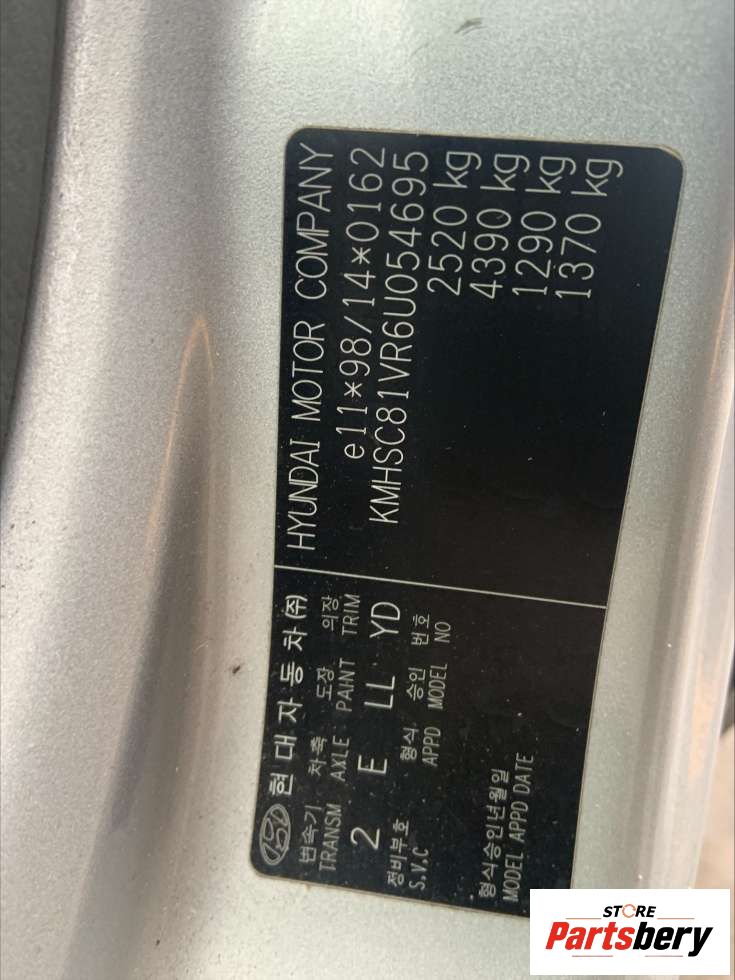 현대자동차(주) HYUNDAI MOTOR COMPANY
변속기 차축 도장 의장
TRANSM AXLE PAINT TRIM
e11*98/14*0162
2 E LL YD
KMHSC81VR6U054695
정비부호 형식 승인 번호
S.V.C APPD MODEL NO
2520 kg
4390 kg
1290 kg
1370 kg
형식승인년월일
MODEL APPD DATE
STORE
Partsbery